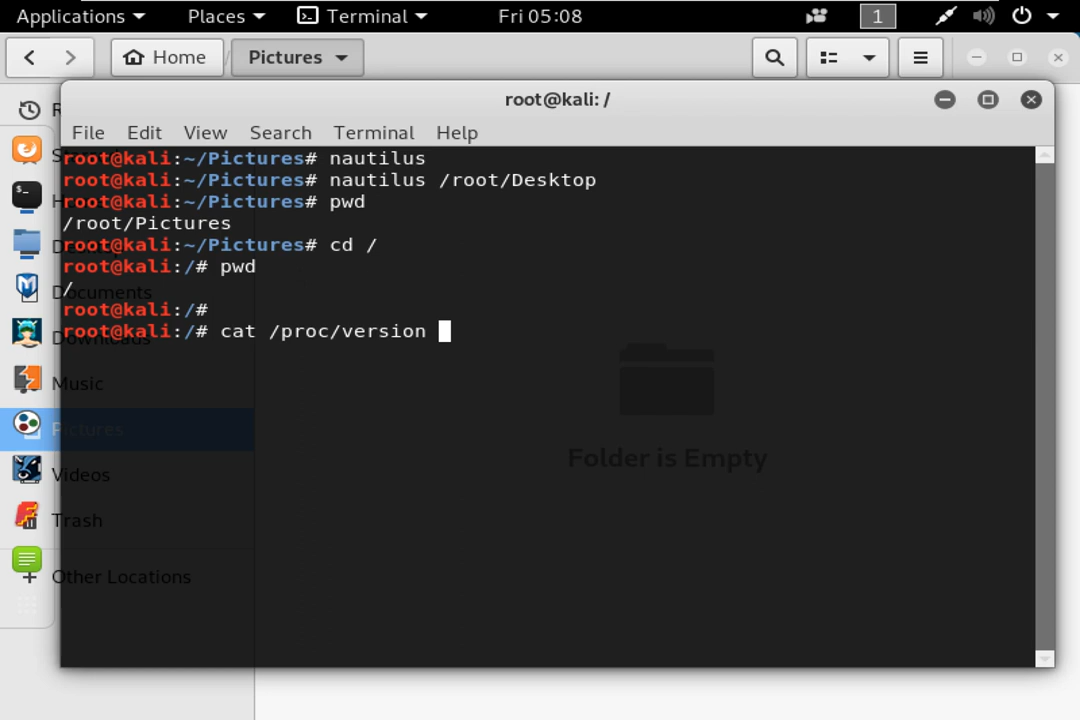 Applications Places Terminal Fri 05:08 1
Home Pictures
root@kali: /
File Edit View Search Terminal Help
root@kali:~/Pictures# nautilus
root@kali:~/Pictures# nautilus /root/Desktop
root@kali:~/Pictures# pwd
/root/Pictures
root@kali:~/Pictures# cd /
root@kali:/# pwd
/
root@kali:/#
root@kali:/# cat /proc/version
Documents
Downloads
Music
Pictures
Videos
Trash
Other Locations
Folder is Empty